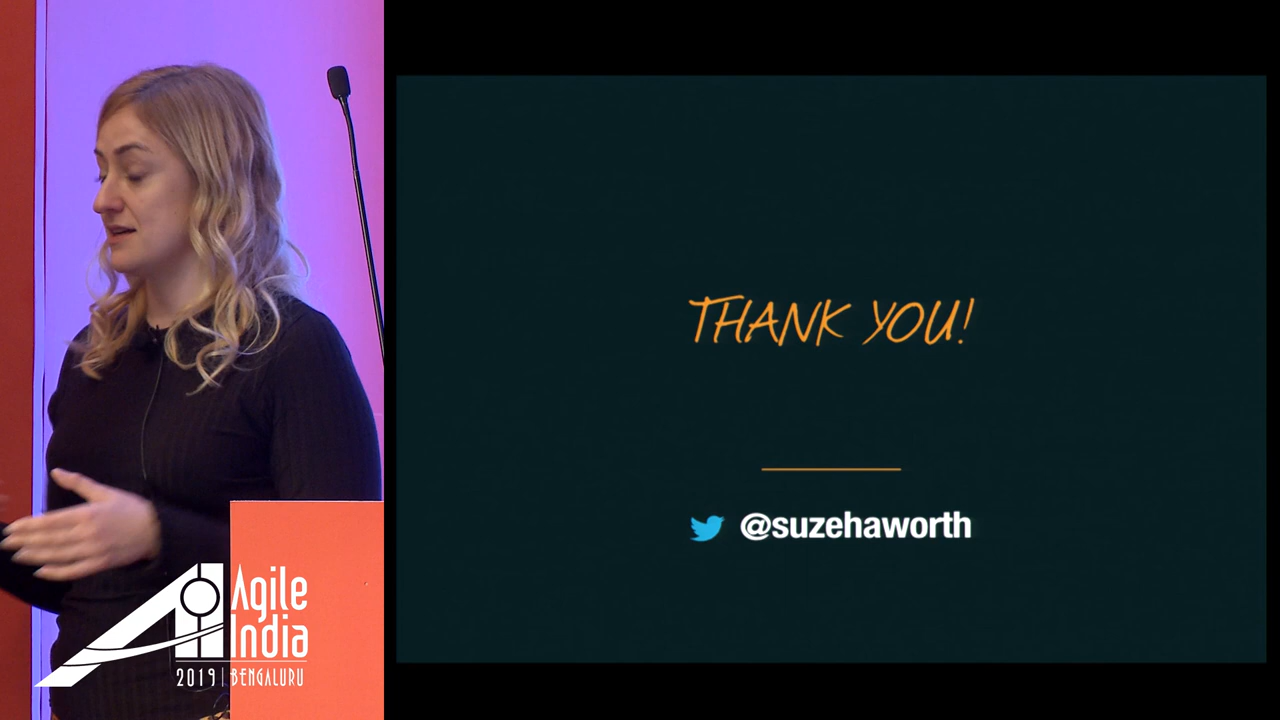 THANK YOU!
@suzehaworth
Agile
India
2019 | BENGALURU